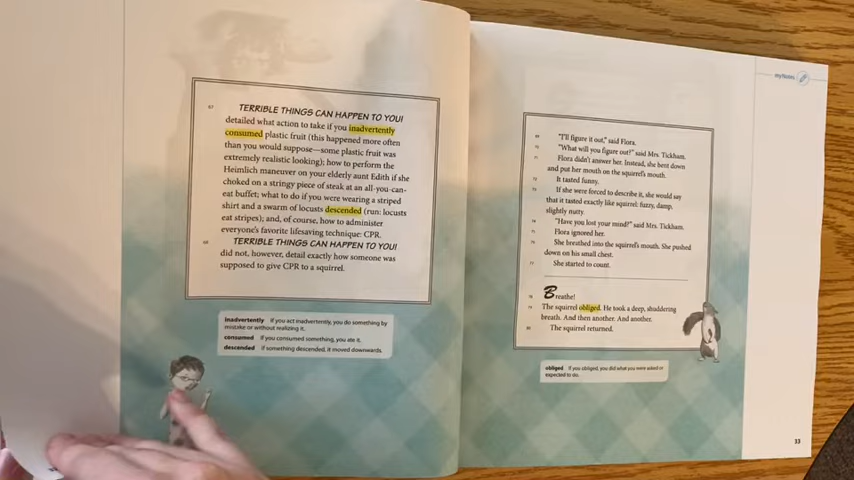 67 TERRIBLE THINGS CAN HAPPEN TO YOU!
detailed what action to take if you inadvertently
consumed plastic fruit (this happened more often
than you would suppose—some plastic fruit was
extremely realistic looking); how to perform the
Heimlich maneuver on your elderly aunt Edith if she
choked on a stringy piece of steak at an all-you-can-
eat buffet; what to do if you were wearing a striped
shirt and a swarm of locusts descended (run: locusts
eat stripes); and, of course, how to administer
everyone's favorite lifesaving technique: CPR.
68 TERRIBLE THINGS CAN HAPPEN TO YOU!
did not, however, detail exactly how someone was
supposed to give CPR to a squirrel.
inadvertently If you act inadvertently, you do something by
mistake or without realizing it.
consumed If you consumed something, you ate it.
descended If something descended, it moved downwards.
myNotes
69 "I'll figure it out," said Flora.
70 "What will you figure out?" said Mrs. Tickham.
71 Flora didn't answer her. Instead, she bent down
and put her mouth on the squirrel's mouth.
72 It tasted funny.
73 If she were forced to describe it, she would say
that it tasted exactly like squirrel: fuzzy, damp,
slightly nutty.
74 "Have you lost your mind?" said Mrs. Tickham.
75 Flora ignored her.
76 She breathed into the squirrel's mouth. She pushed
down on his small chest.
77 She started to count.
78 Breathe!
79 The squirrel obliged. He took a deep, shuddering
breath. And then another. And another.
80 The squirrel returned.
obliged If you obliged, you did what you were asked or
expected to do.
33